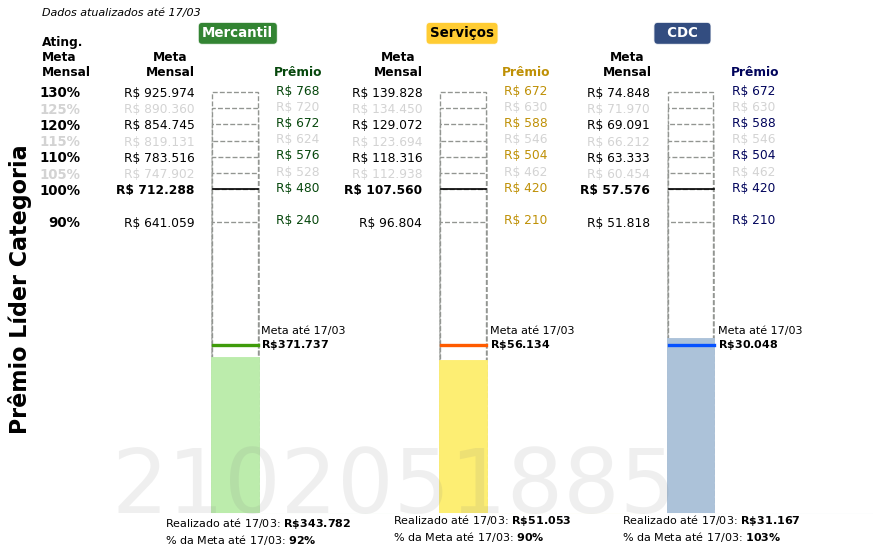 Dados atualizados até 17/03
Mercantil Serviços CDC
Ating.
Meta Meta Meta Meta
Mensal Mensal Prêmio Mensal Prêmio Mensal Prêmio
130% R$ 925.974 R$ 768 R$ 139.828 R$ 672 R$ 74.848 R$ 672
125% R$ 890.360 R$ 720 R$ 134.450 R$ 630 R$ 71.970 R$ 630
120% R$ 854.745 R$ 672 R$ 129.072 R$ 588 R$ 69.091 R$ 588
115% R$ 819.131 R$ 624 R$ 123.694 R$ 546 R$ 66.212 R$ 546
110% R$ 783.516 R$ 576 R$ 118.316 R$ 504 R$ 63.333 R$ 504
105% R$ 747.902 R$ 528 R$ 112.938 R$ 462 R$ 60.454 R$ 462
100% R$ 712.288 R$ 480 R$ 107.560 R$ 420 R$ 57.576 R$ 420
90% R$ 641.059 R$ 240 R$ 96.804 R$ 210 R$ 51.818 R$ 210
Prêmio Líder Categoria
Meta até 17/03 Meta até 17/03 Meta até 17/03
R$371.737 R$56.134 R$30.048
2102051885
Realizado até 17/03: R$343.782 Realizado até 17/03: R$51.053 Realizado até 17/03: R$31.167
% da Meta até 17/03: 92% % da Meta até 17/03: 90% % da Meta até 17/03: 103%